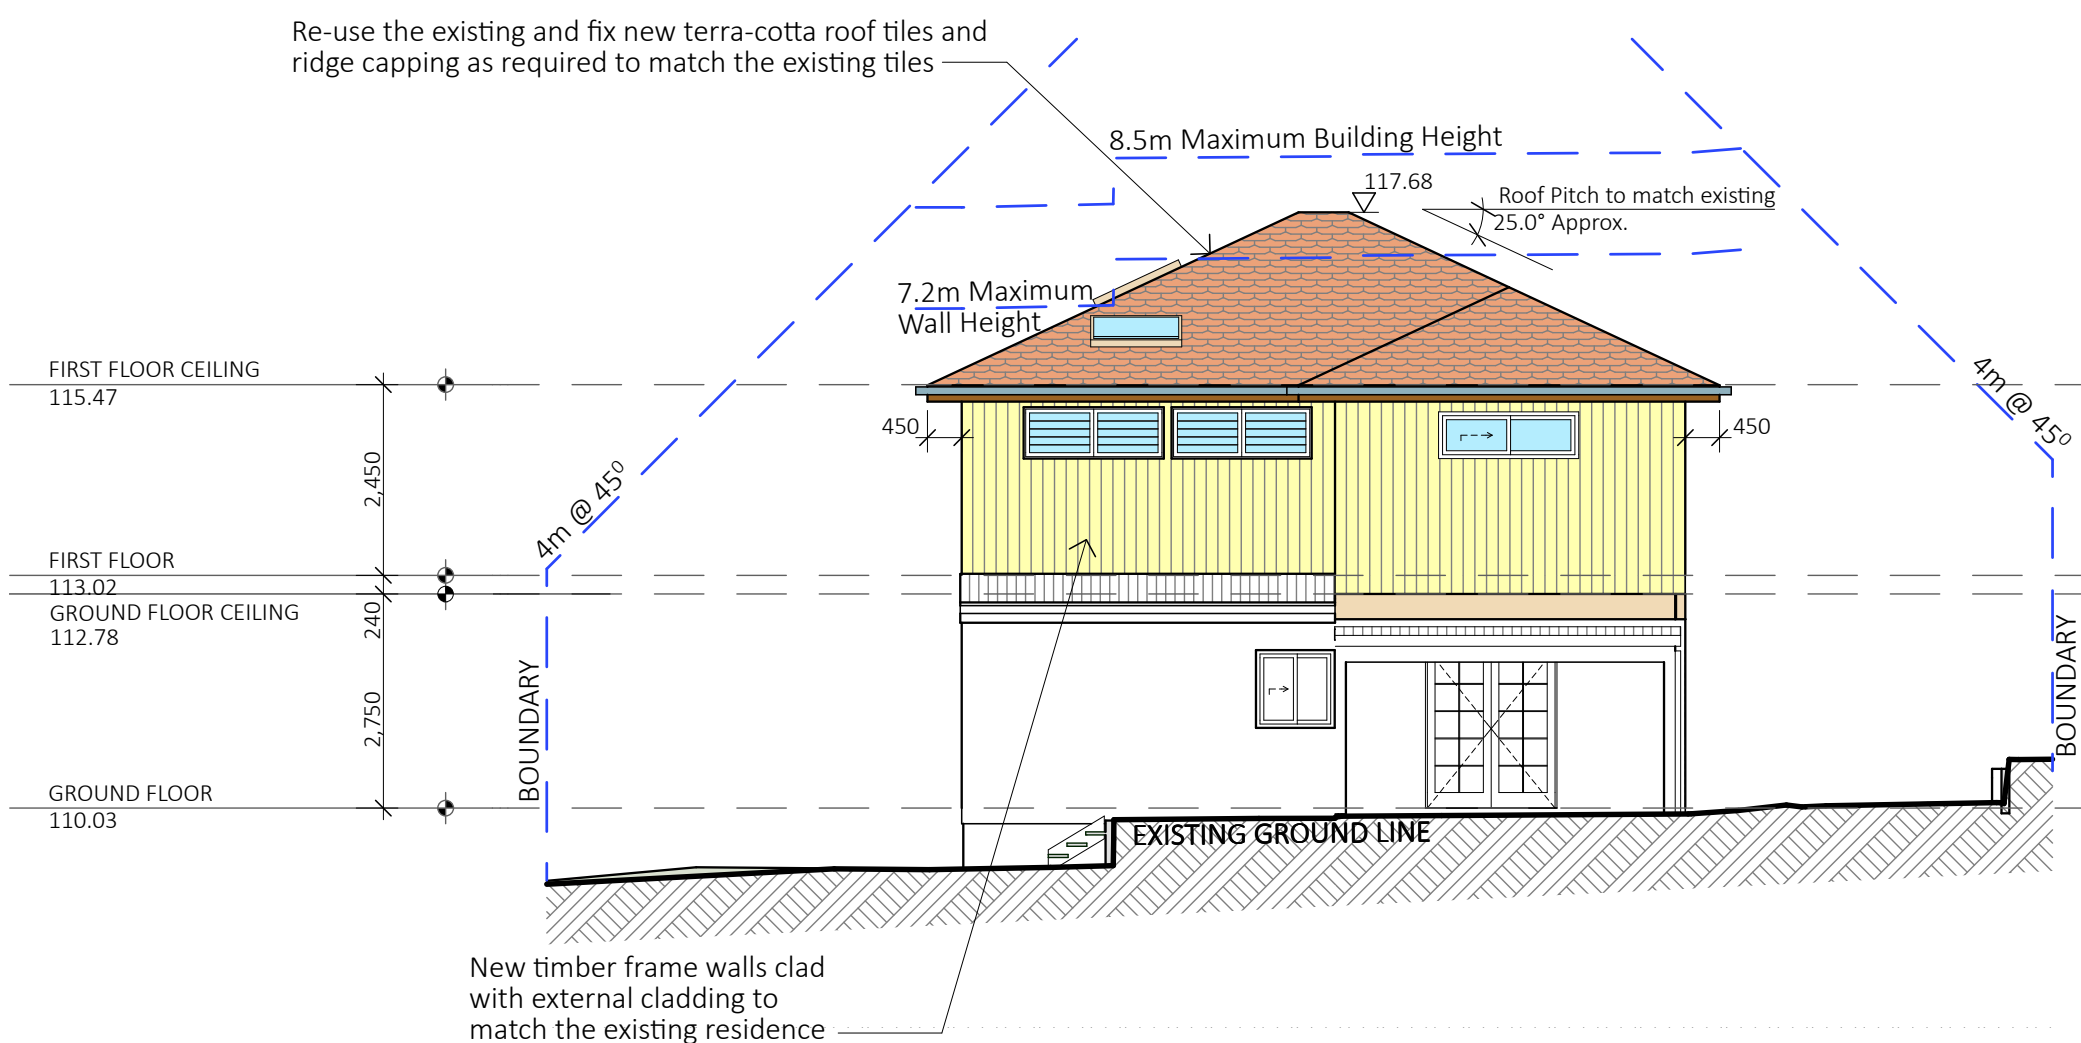 Re-use the existing and fix new terra-cotta roof tiles and
ridge capping as required to match the existing tiles
8.5m Maximum Building Height
117.68
Roof Pitch to match existing
25.0° Approx.
7.2m Maximum
Wall Height
FIRST FLOOR CEILING
115.47
4m @ 45⁰
450
450
2,450
4m @ 45⁰
FIRST FLOOR
113.02
GROUND FLOOR CEILING
112.78
240
BOUNDARY
BOUNDARY
2,750
GROUND FLOOR
110.03
EXISTING GROUND LINE
New timber frame walls clad
with external cladding to
match the existing residence